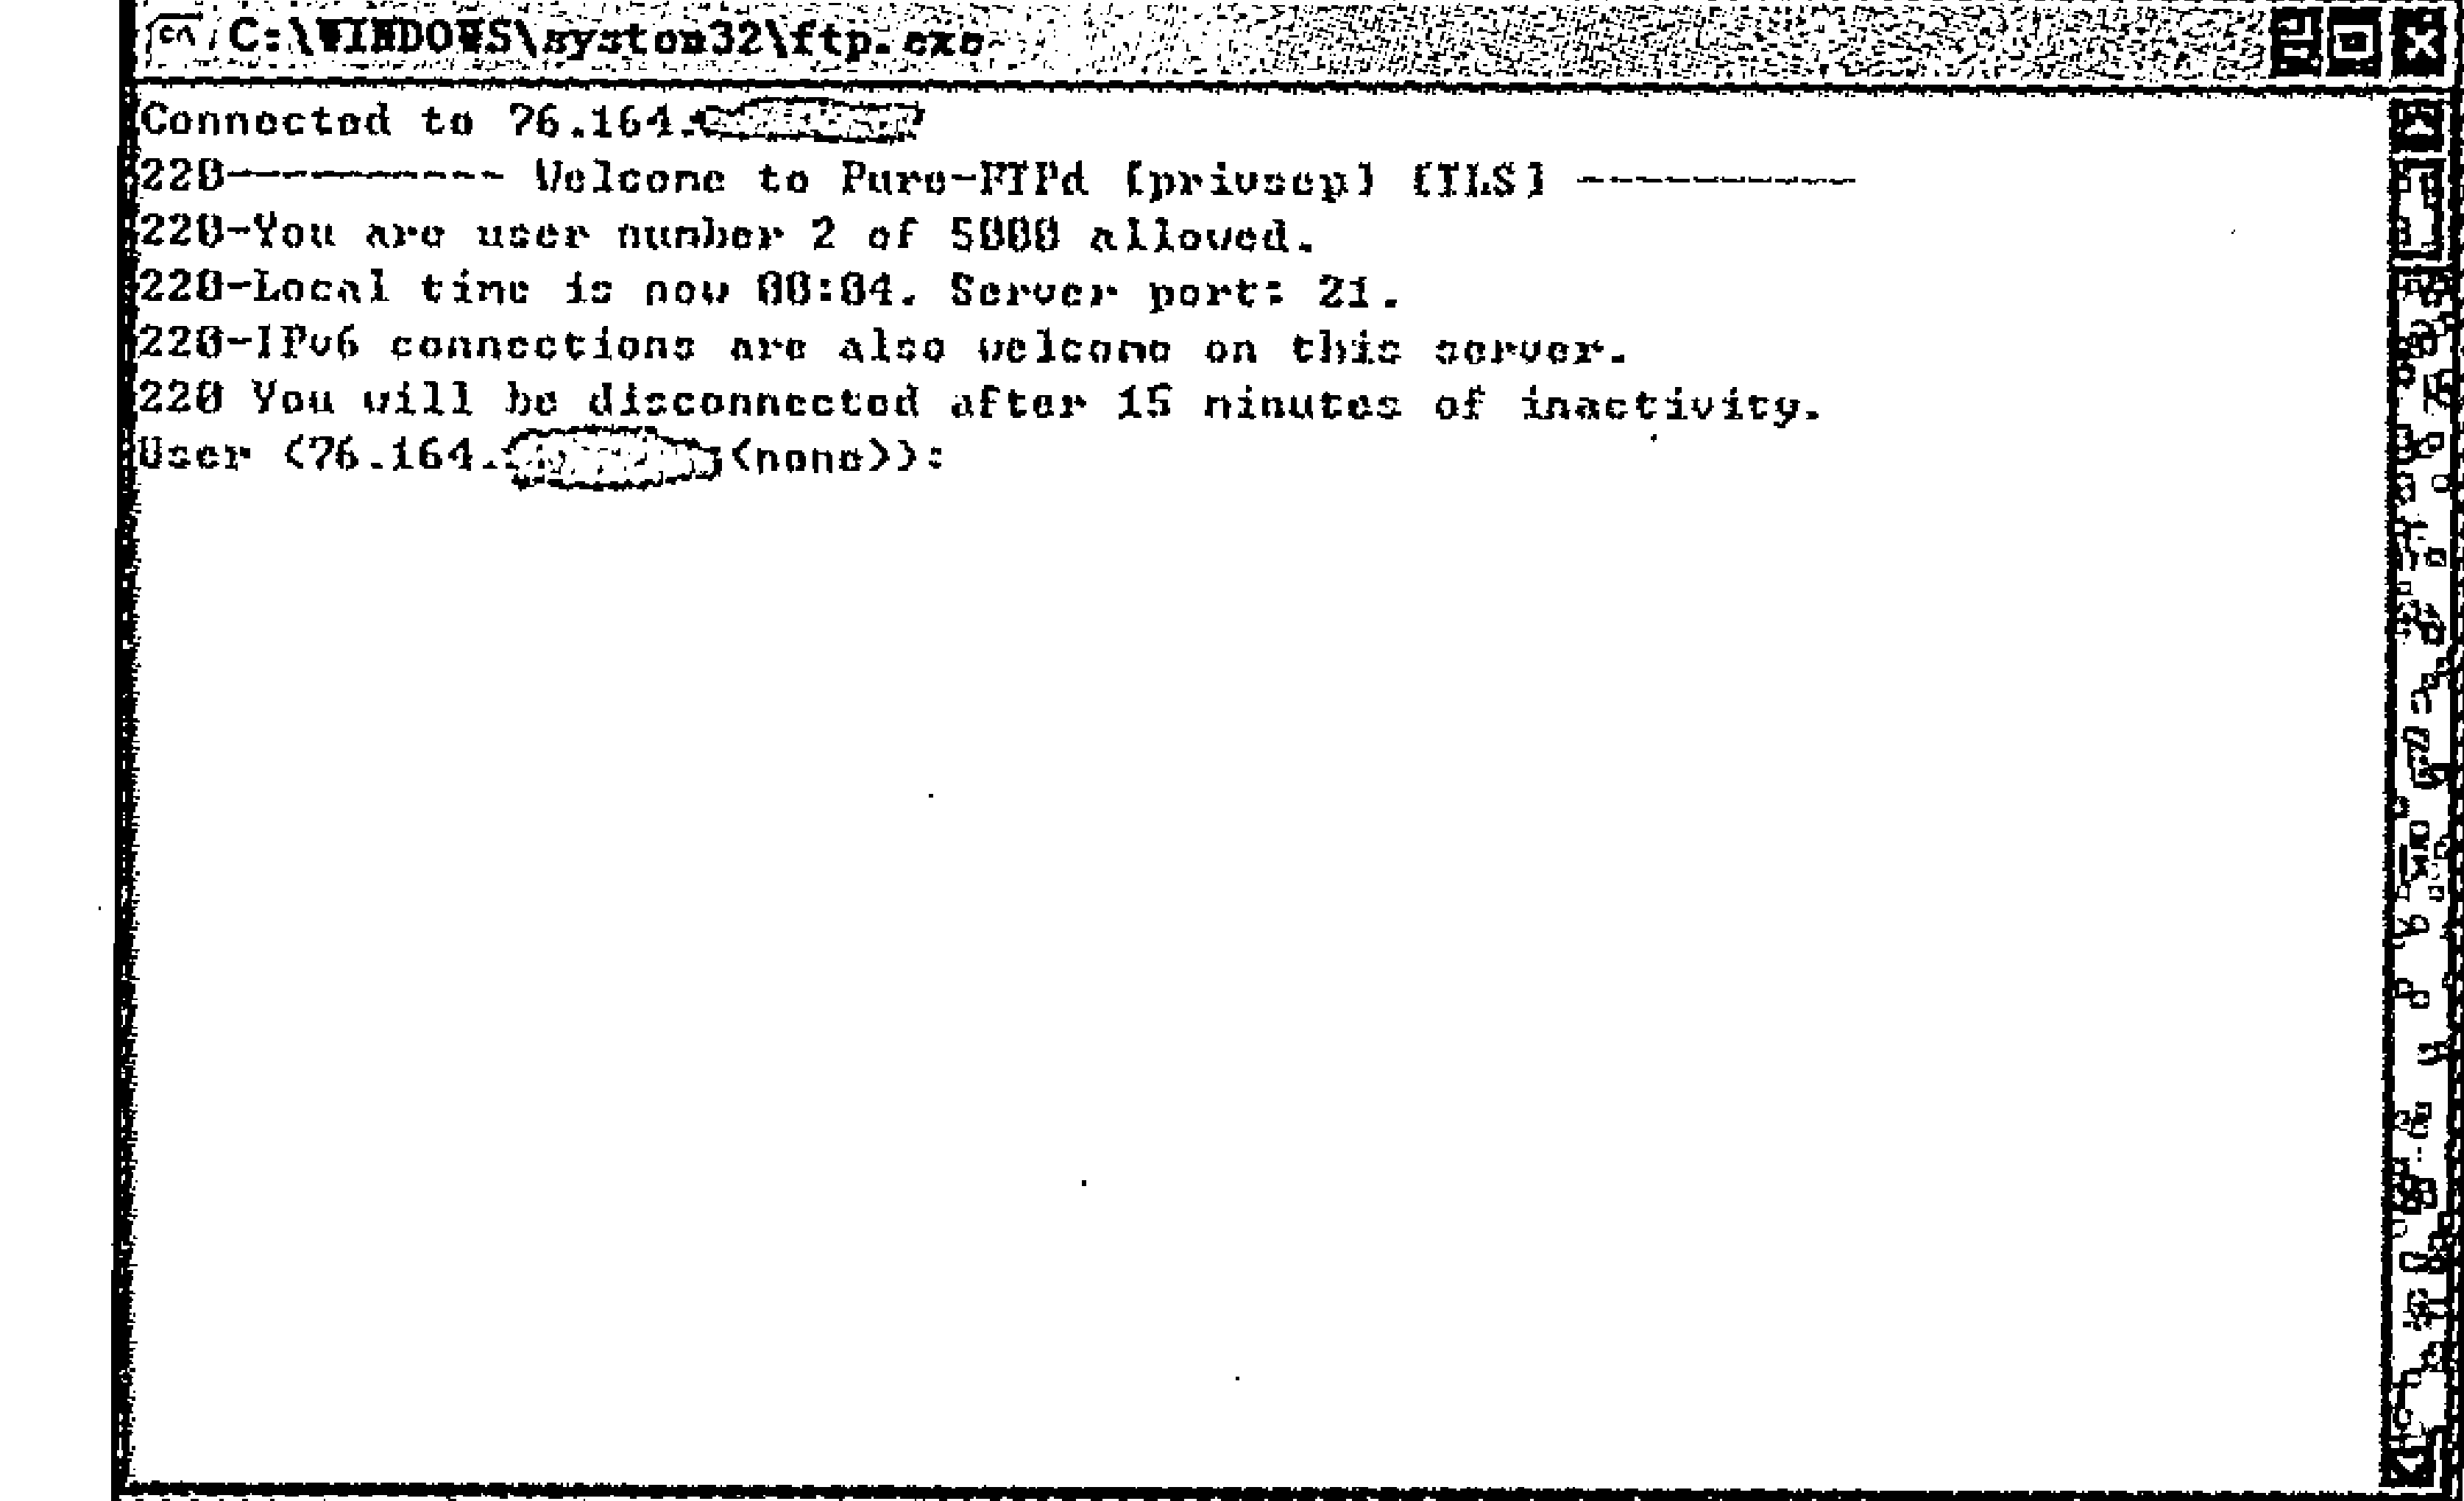 C:\WINDOWS\system32\ftp.exe
Connected to 76.164.
220---------- Welcome to Pure-FTPd [privsep] [TLS] ----------
220-You are user number 2 of 5000 allowed.
220-Local time is now 00:04. Server port: 21.
220-IPv6 connections are also welcome on this server.
220 You will be disconnected after 15 minutes of inactivity.
User (76.164. :(none)):